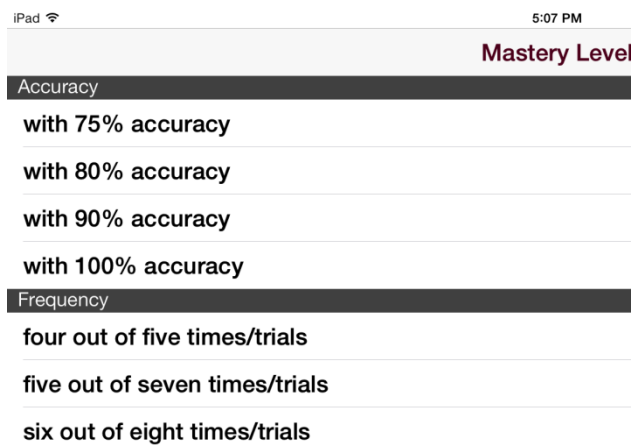 iPad 5:07 PM
Mastery Level
Accuracy
with 75% accuracy
with 80% accuracy
with 90% accuracy
with 100% accuracy
Frequency
four out of five times/trials
five out of seven times/trials
six out of eight times/trials